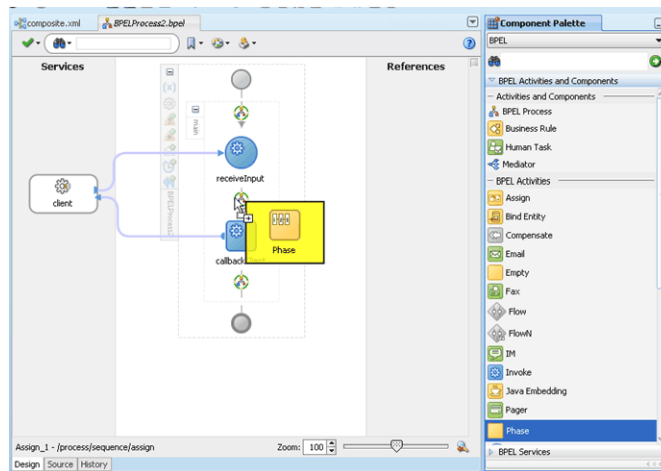 composite.xml
BPELProcess2.bpel
Services
References
main
BPELProcess2
receiveInput
client
Phase
callbackClient
Assign_1 - /process/sequence/assign
Zoom: 100
Design Source History
Component Palette
BPEL
BPEL Activities and Components
Activities and Components
BPEL Process
Business Rule
Human Task
Mediator
BPEL Activities
Assign
Bind Entity
Compensate
Email
Empty
Fax
Flow
FlowN
IM
Invoke
Java Embedding
Pager
Phase
BPEL Services